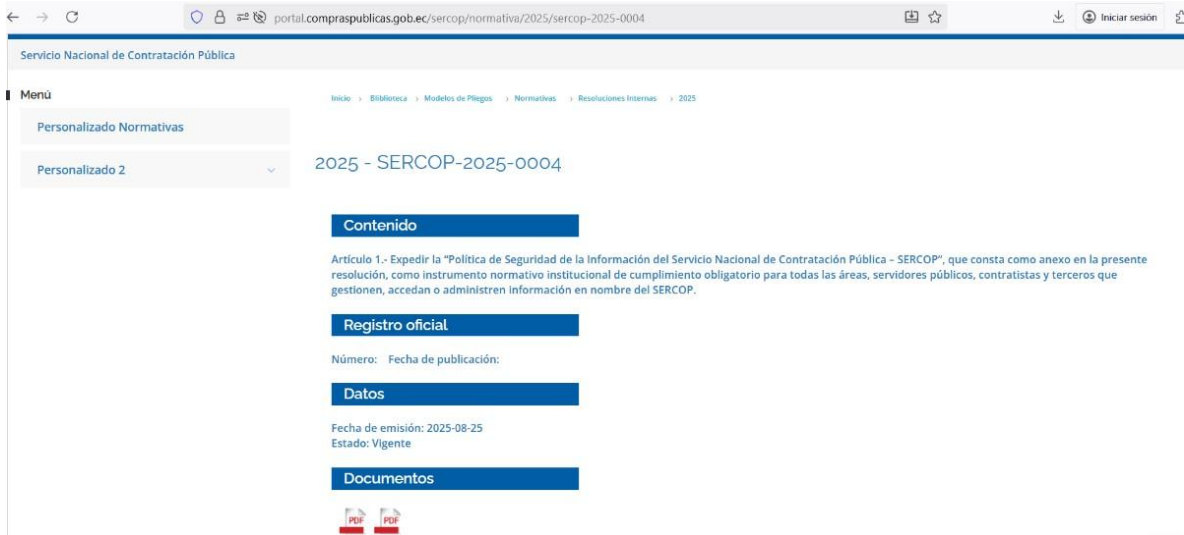 portal.compraspublicas.gob.ec/sercop/normativa/2025/sercop-2025-0004
Iniciar sesión
Servicio Nacional de Contratación Pública
Menú
Personalizado Normativas
Personalizado 2
Inicio › Biblioteca › Modelos de Pliegos › Normativas › Resoluciones Internas › 2025
2025 - SERCOP-2025-0004
Contenido
Artículo 1.- Expedir la “Política de Seguridad de la Información del Servicio Nacional de Contratación Pública – SERCOP”, que consta como anexo en la presente
resolución, como instrumento normativo institucional de cumplimiento obligatorio para todas las áreas, servidores públicos, contratistas y terceros que
gestionen, accedan o administren información en nombre del SERCOP.
Registro oficial
Número: Fecha de publicación:
Datos
Fecha de emisión: 2025-08-25
Estado: Vigente
Documentos
PDF PDF